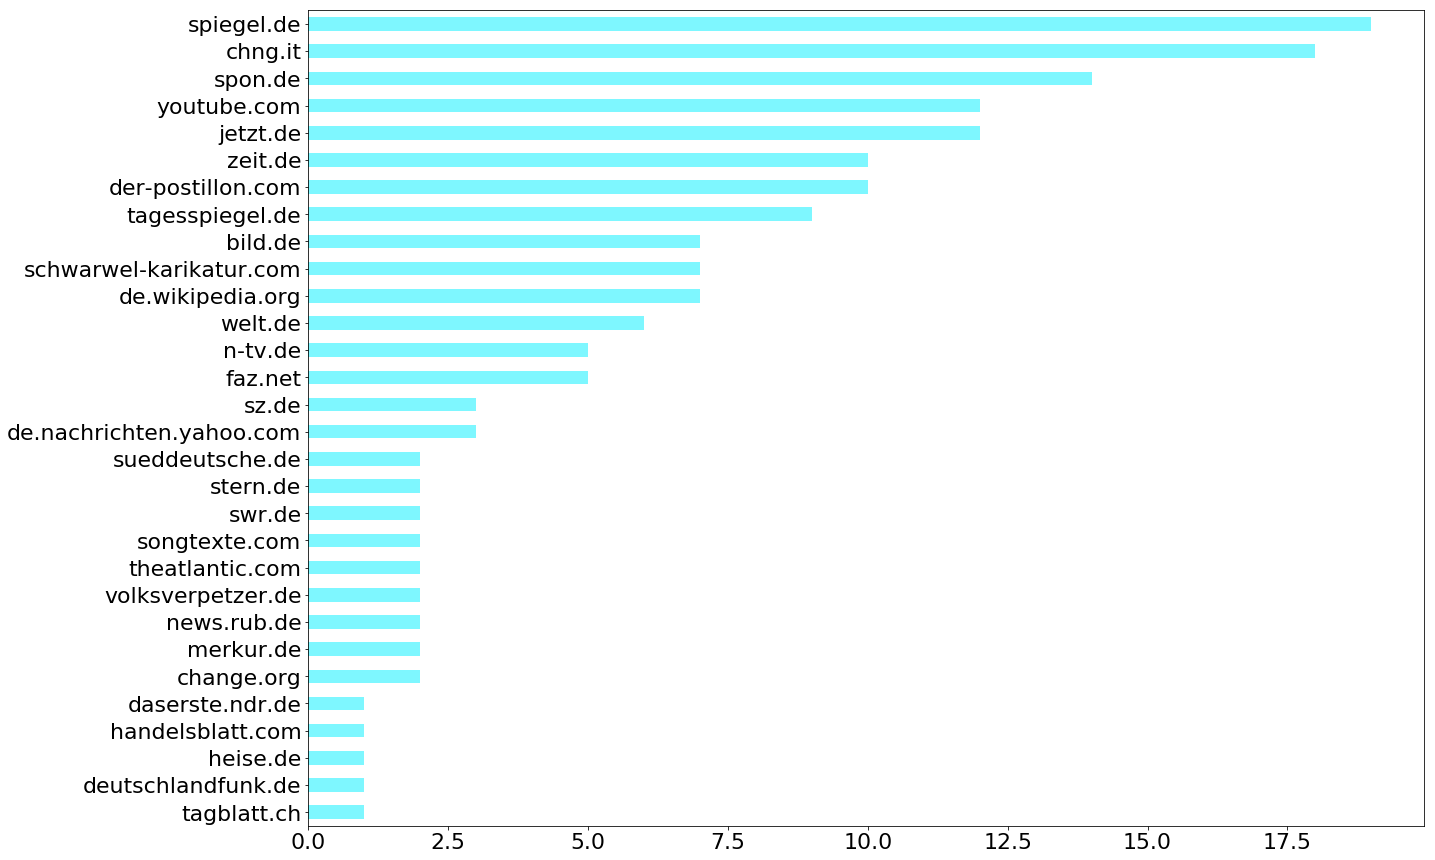 spiegel.de
chng.it
spon.de
youtube.com
jetzt.de
zeit.de
der-postillon.com
tagesspiegel.de
bild.de
schwarwel-karikatur.com
de.wikipedia.org
welt.de
n-tv.de
faz.net
sz.de
de.nachrichten.yahoo.com
sueddeutsche.de
stern.de
swr.de
songtexte.com
theatlantic.com
volksverpetzer.de
news.rub.de
merkur.de
change.org
daserste.ndr.de
handelsblatt.com
heise.de
deutschlandfunk.de
tagblatt.ch
0.0 2.5 5.0 7.5 10.0 12.5 15.0 17.5